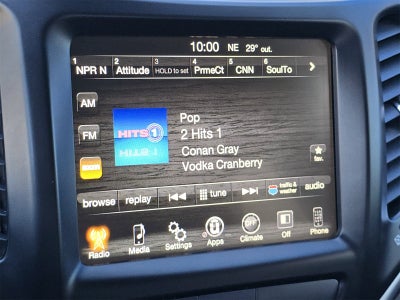 10:00 NE 29° out.
1 2 3 4 5 6
NPR N Attitude HOLD to set PrmeCt CNN SoulTo
AM
FM
HITS 1
Pop
2 Hits 1
Conan Gray
Vodka Cranberry
fav.
browse replay tune traffic & weather audio
Radio Media Settings Apps Climate Off Phone